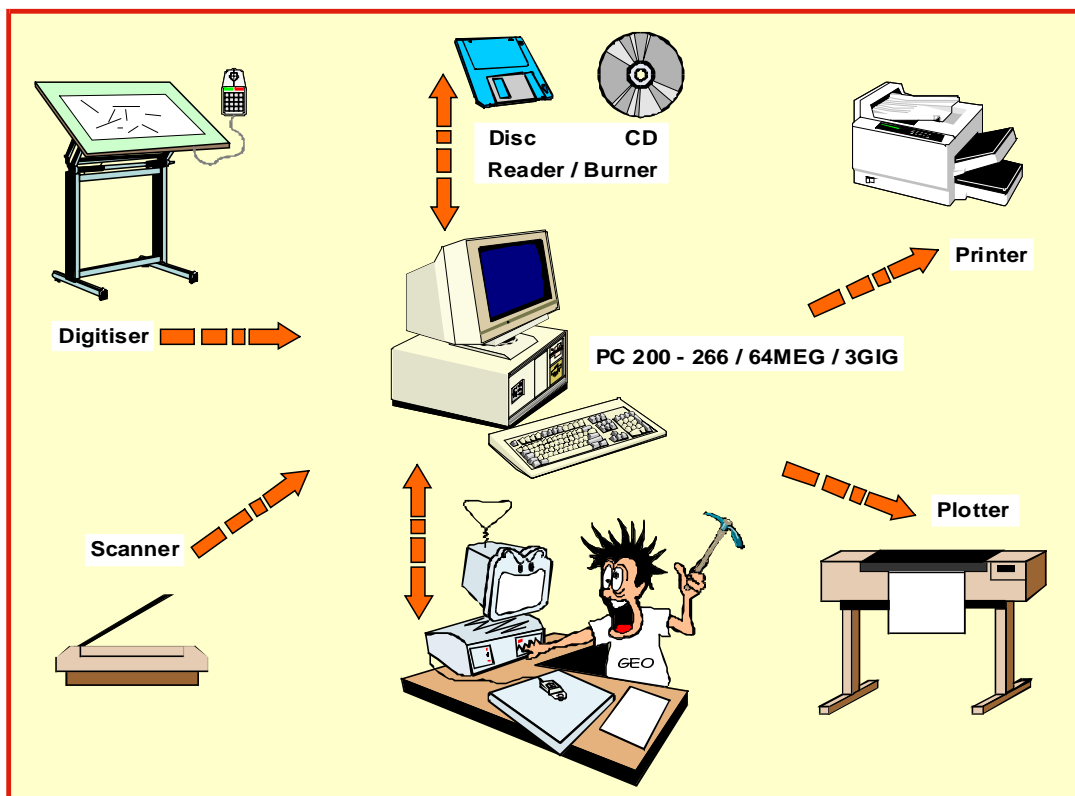 Disc CD
Reader / Burner
Printer
Digitiser
PC 200 - 266 / 64MEG / 3GIG
Plotter
Scanner
GEO